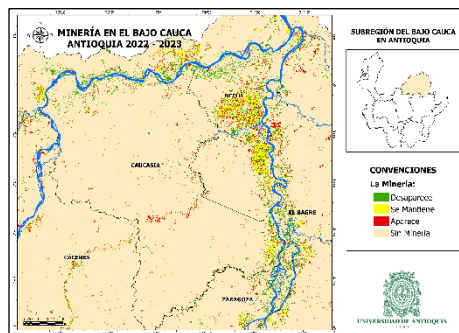 MINERÍA EN EL BAJO CAUCA
ANTIOQUIA 2022 - 2023
NECHÍ
CAUCASIA
EL BAGRE
CÁCERES
ZARAGOZA
SUBREGIÓN DEL BAJO CAUCA
EN ANTIOQUIA
CONVENCIONES
La Minería:
Desaparece
Se Mantiene
Aparece
Sin Minería
UNIVERSIDAD DE ANTIOQUIA